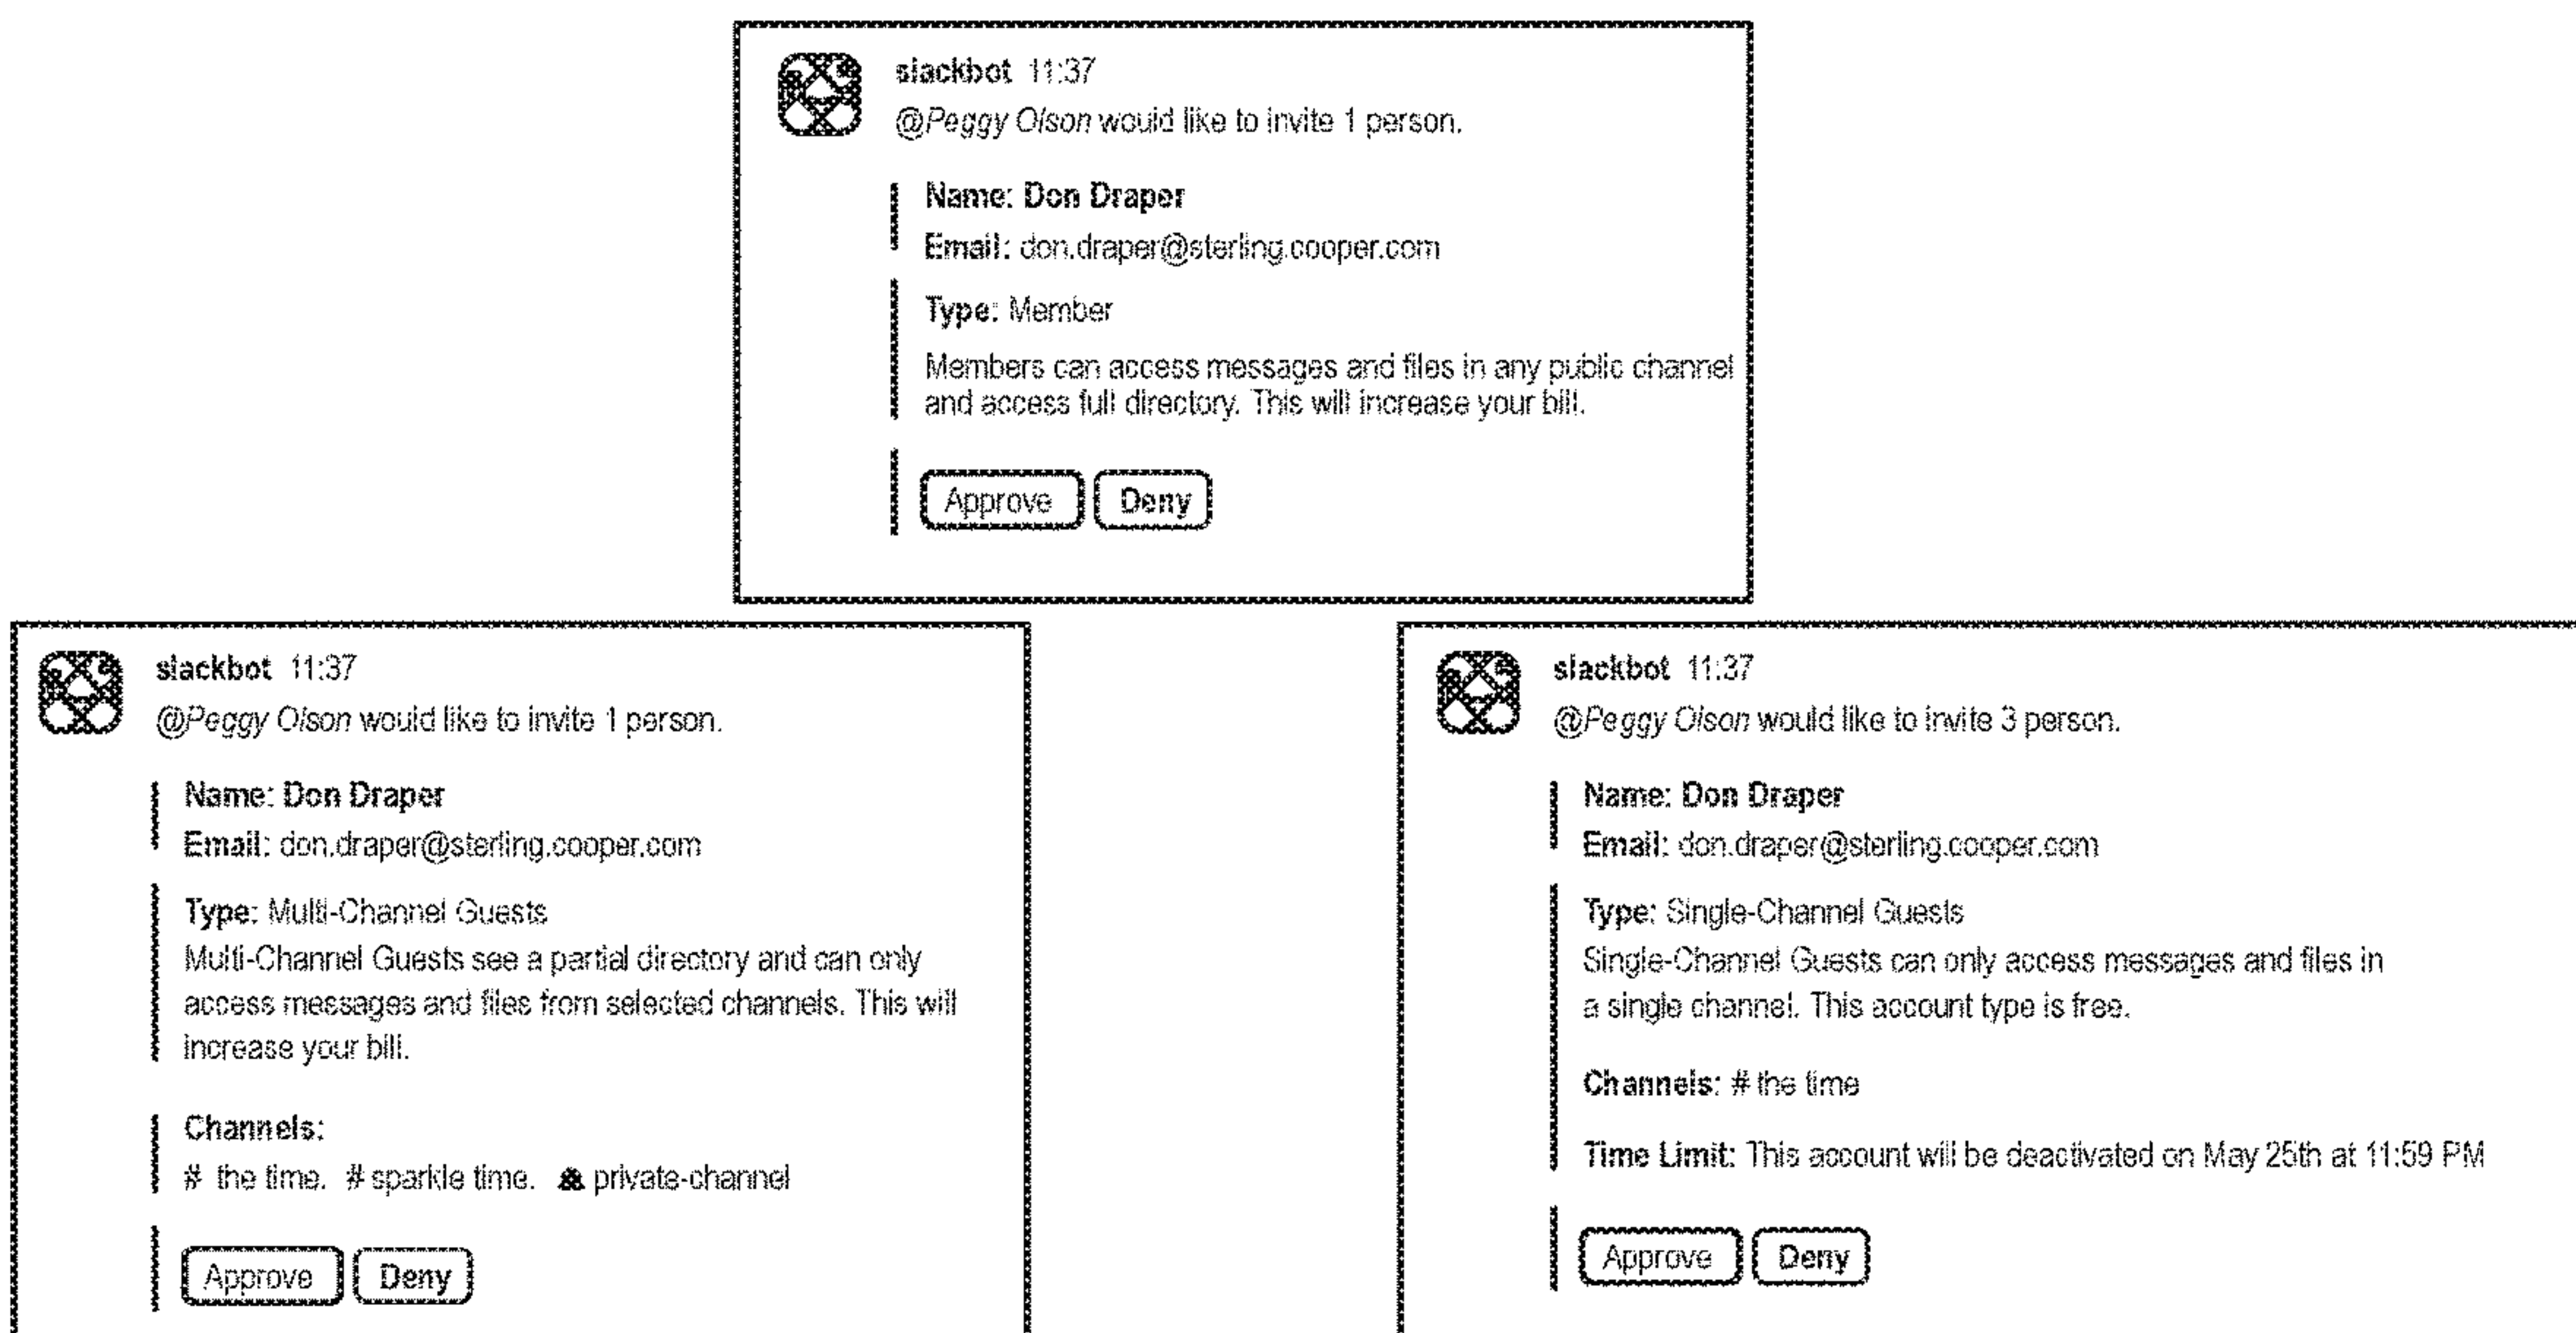 slackbot 11:37
@Peggy Olson would like to invite 1 person.
Name: Don Draper
Email: don.draper@sterling.cooper.com
Type: Member
Members can access messages and files in any public channel
and access full directory. This will increase your bill.
Approve Deny
slackbot 11:37
@Peggy Olson would like to invite 1 person.
Name: Don Draper
Email: don.draper@sterling.cooper.com
Type: Multi-Channel Guests
Multi-Channel Guests see a partial directory and can only
access messages and files from selected channels. This will
increase your bill.
Channels:
# the time. # sparkle time. private-channel
Approve Deny
slackbot 11:37
@Peggy Olson would like to invite 3 person.
Name: Don Draper
Email: don.draper@sterling.cooper.com
Type: Single-Channel Guests
Single-Channel Guests can only access messages and files in
a single channel. This account type is free.
Channels: # the time
Time Limit: This account will be deactivated on May 25th at 11:59 PM
Approve Deny